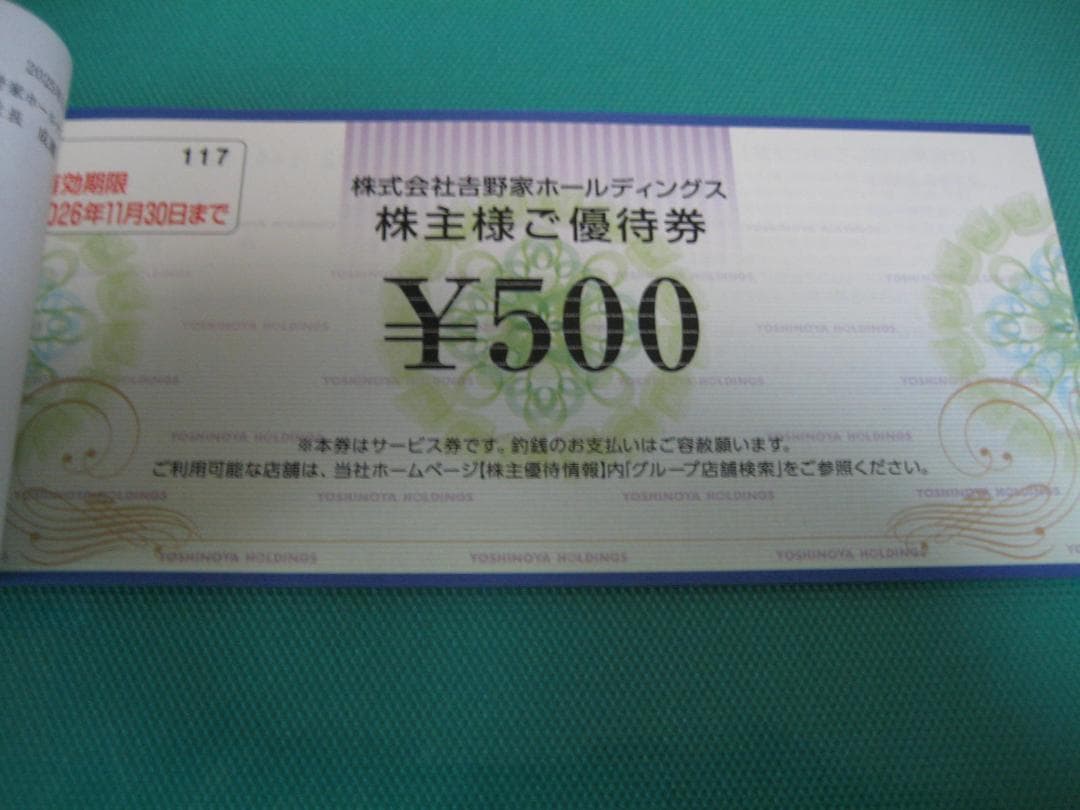 117
有効期限
2026年11月30日まで
株式会社𠮷野家ホールディングス
株主様ご優待券
¥500
※本券はサービス券です。釣銭のお支払いはご容赦願います。
ご利用可能な店舗は、当社ホームページ【株主優待情報】内「グループ店舗検索」をご参照ください。
YOSHINOYA HOLDINGS